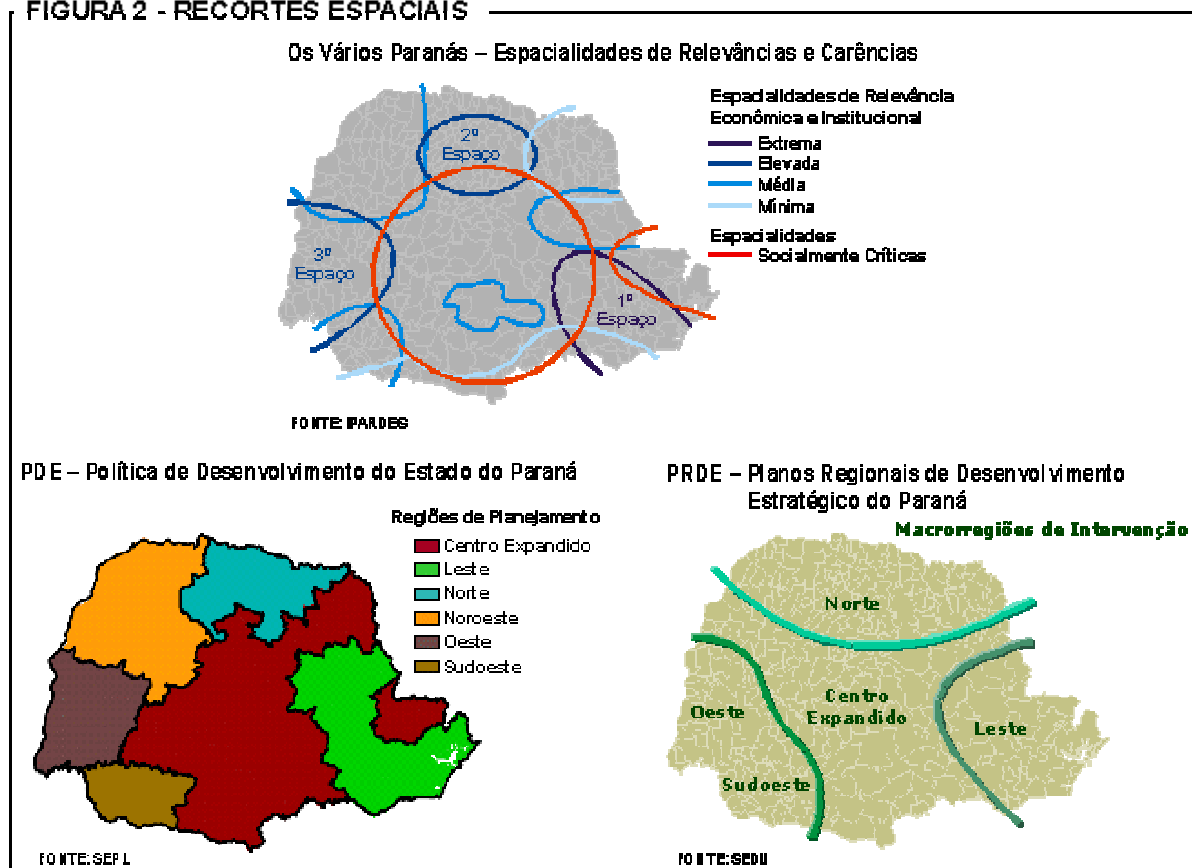 FIGURA 2 - RECORTES ESPACIAIS
Os Vários Paranás – Espacialidades de Relevâncias e Carências
Espacialidades de Relevância
Econômica e Institucional
Extrema
Elevada
Média
Mínima
Espacialidades
Socialmente Críticas
2º
Espaço
3º
Espaço
1º
Espaço
FONTE: IPARDES
PDE – Política de Desenvolvimento do Estado do Paraná
Regiões de Planejamento
Centro Expandido
Leste
Norte
Noroeste
Oeste
Sudoeste
FONTE: SEPL
PRDE – Planos Regionais de Desenvolvimento
Estratégico do Paraná
Macrorregiões de Intervenção
Norte
Oeste
Centro
Expandido
Leste
Sudoeste
FONTE: SEDU